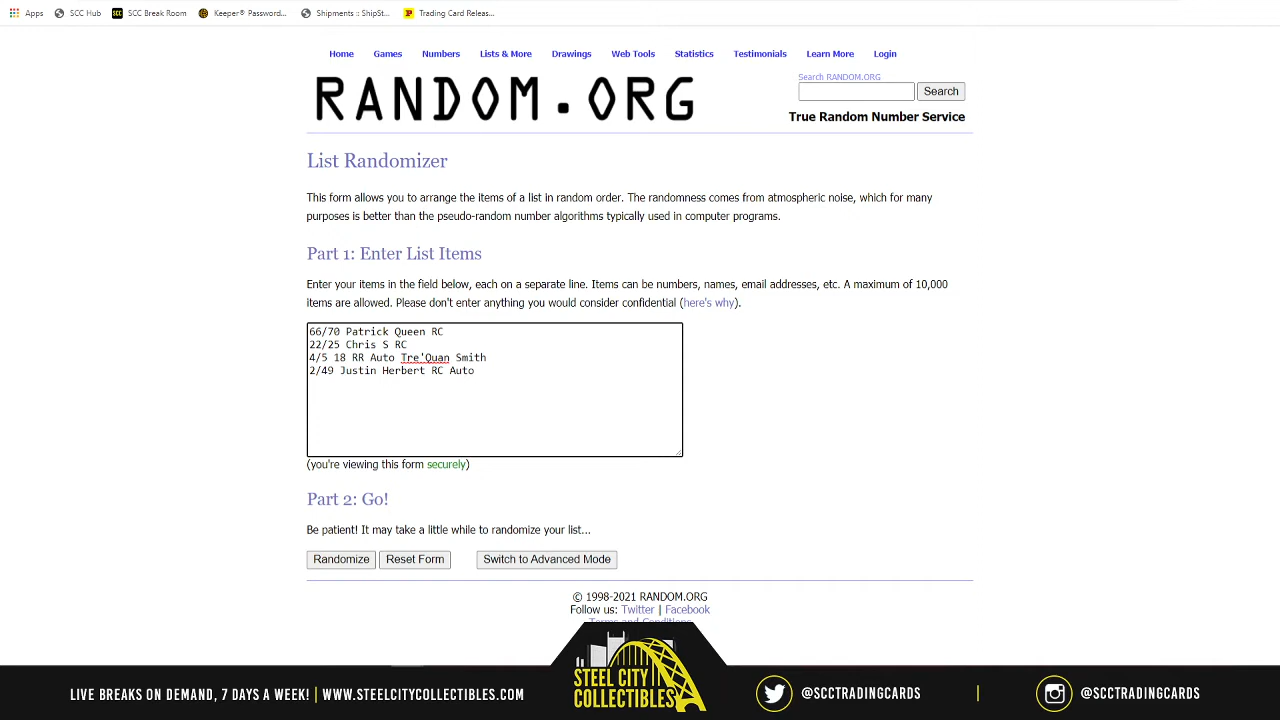 Apps SCC Hub SCC Break Room Keeper® Password... Shipments :: ShipSt... Trading Card Releas...
Home Games Numbers Lists & More Drawings Web Tools Statistics Testimonials Learn More Login
RANDOM.ORG
Search RANDOM.ORG
Search
True Random Number Service
List Randomizer
This form allows you to arrange the items of a list in random order. The randomness comes from atmospheric noise, which for many
purposes is better than the pseudo-random number algorithms typically used in computer programs.
Part 1: Enter List Items
Enter your items in the field below, each on a separate line. Items can be numbers, names, email addresses, etc. A maximum of 10,000
items are allowed. Please don't enter anything you would consider confidential (here's why).
66/70 Patrick Queen RC
22/25 Chris S RC
4/5 18 RR Auto Tre'Quan Smith
2/49 Justin Herbert RC Auto
(you're viewing this form securely)
Part 2: Go!
Be patient! It may take a little while to randomize your list...
Randomize Reset Form Switch to Advanced Mode
© 1998-2021 RANDOM.ORG
Follow us: Twitter | Facebook
Terms and Conditions
LIVE BREAKS ON DEMAND, 7 DAYS A WEEK! | WWW.STEELCITYCOLLECTIBLES.COM
STEEL CITY
COLLECTIBLES
@SCCTRADINGCARDS | @SCCTRADINGCARDS